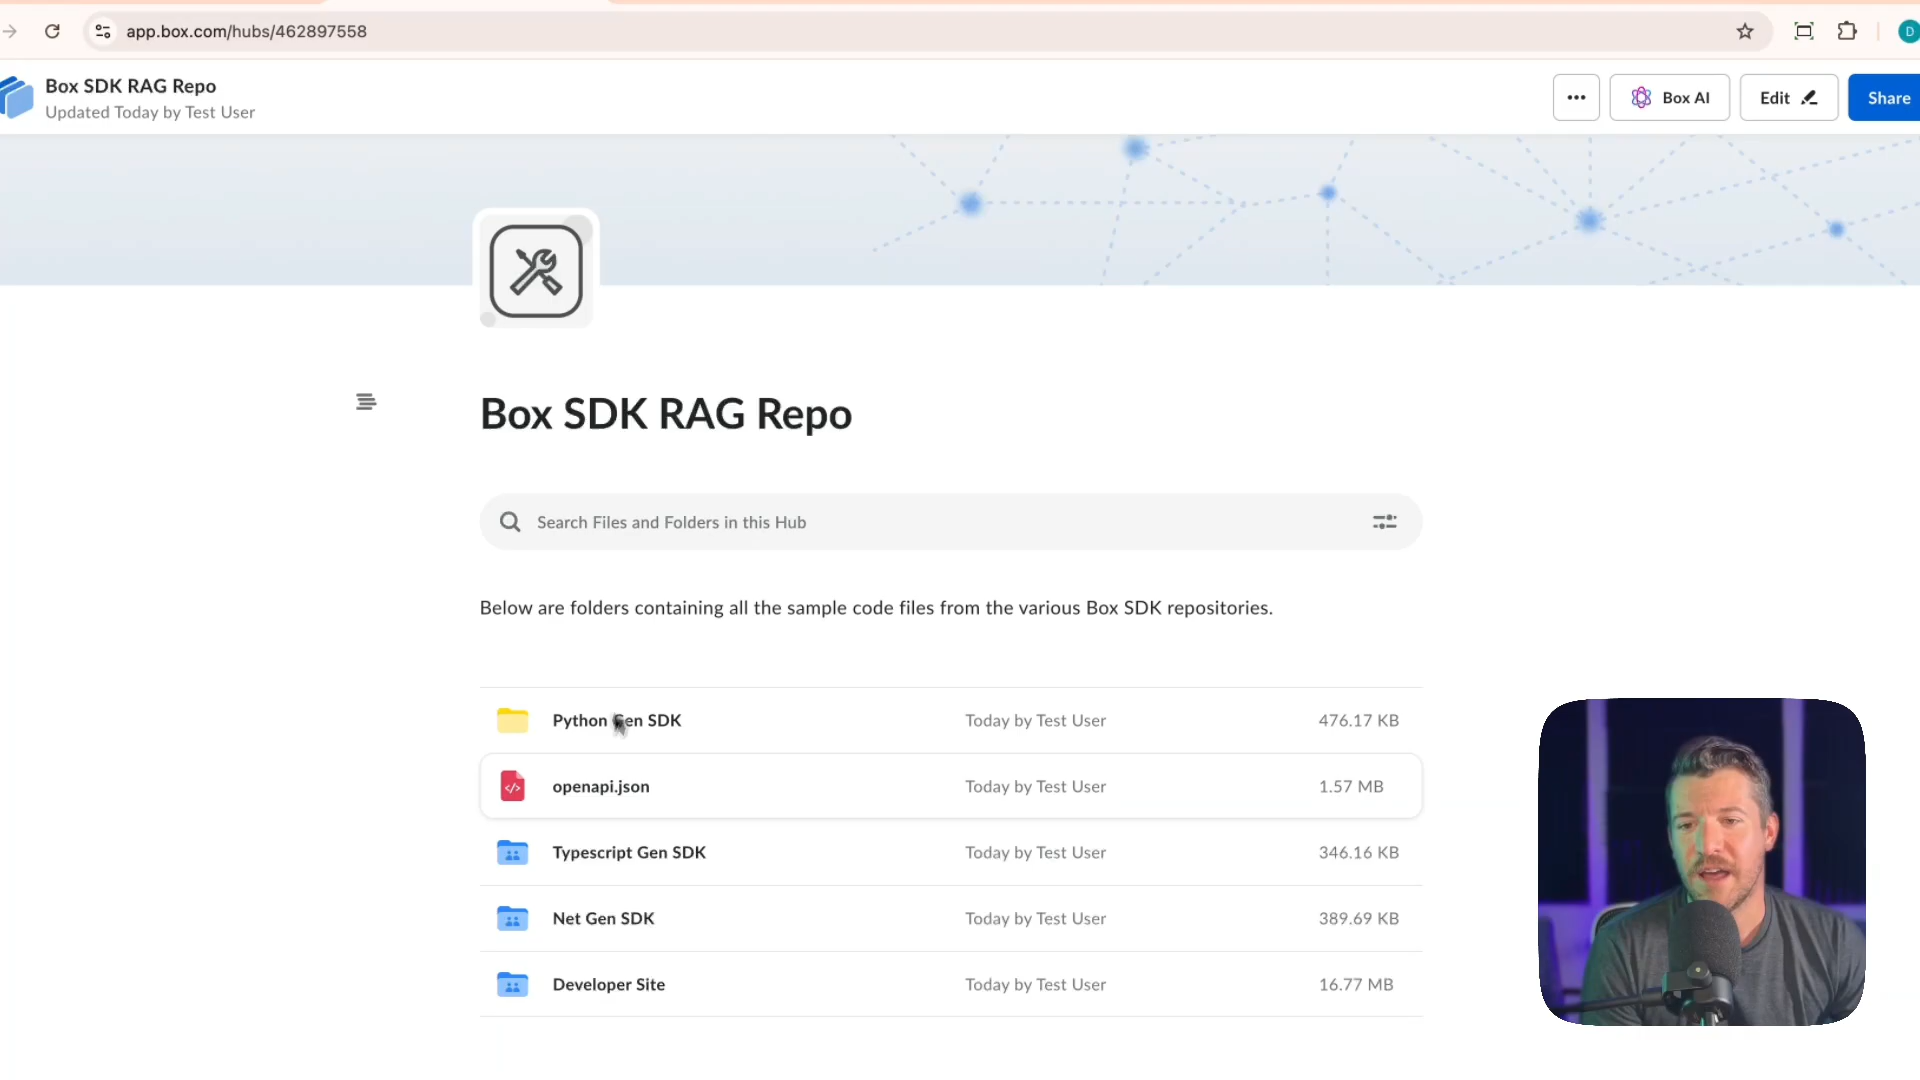 app.box.com/hubs/462897558
D
Box SDK RAG Repo
Updated Today by Test User
Box AI
Edit
Share
Box SDK RAG Repo
Search Files and Folders in this Hub
Below are folders containing all the sample code files from the various Box SDK repositories.
Python Gen SDK Today by Test User 476.17 KB
openapi.json Today by Test User 1.57 MB
Typescript Gen SDK Today by Test User 346.16 KB
Net Gen SDK Today by Test User 389.69 KB
Developer Site Today by Test User 16.77 MB